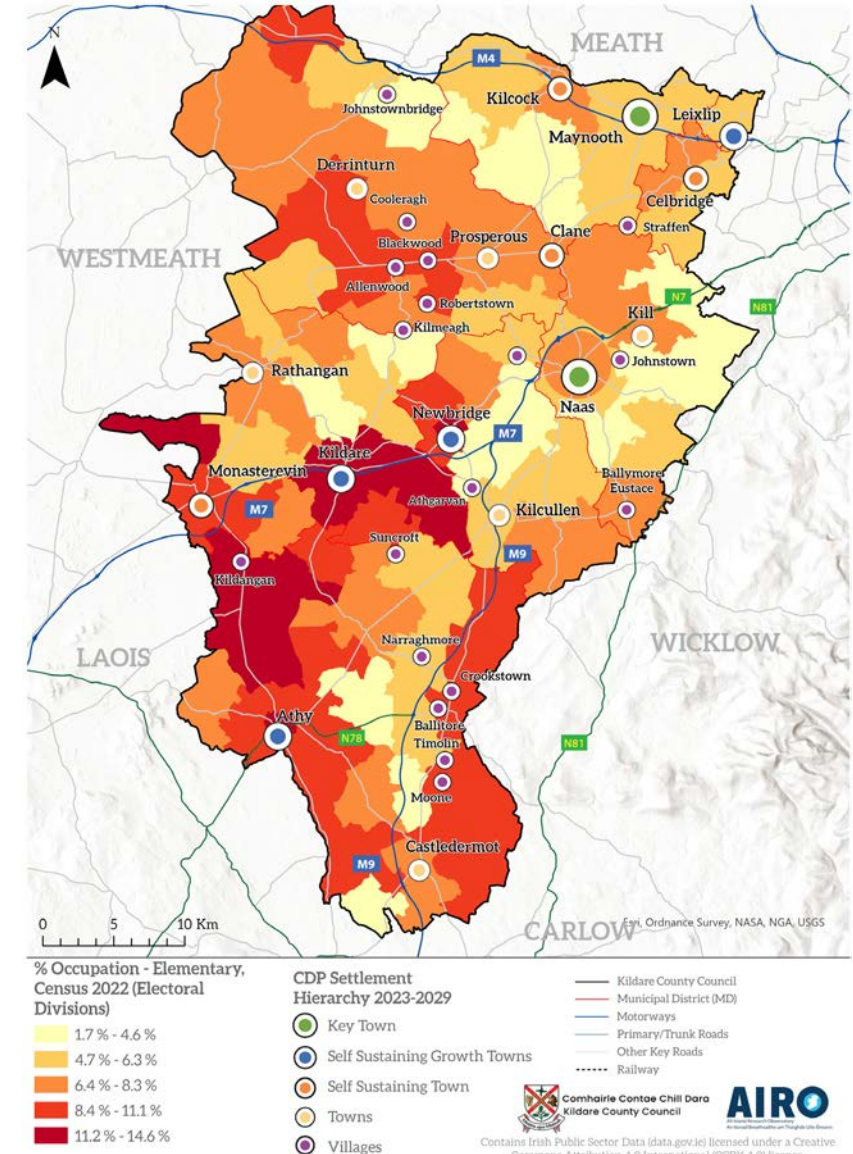 N
MEATH
M4
Johnstownbridge
Kilcock
Maynooth
Leixlip
Derrinturn
Cooleragh
Celbridge
Blackwood
Prosperous
Clane
Straffen
WESTMEATH
Allenwood
Robertstown
N7
N81
Kill
Kilmeagh
Johnstown
Rathangan
Naas
Newbridge
M7
Kildare
Monasterevin
Athgarvan
Ballymore
Eustace
M7
Kilcullen
Suncroft
M9
Kildangan
Narraghmore
WICKLOW
LAOIS
Crookstown
Athy
Ballitore
N78
Timolin
N81
Moone
Castledermot
M9
0 5 10 Km
CARLOW
Esri, Ordnance Survey, NASA, NGA, USGS
% Occupation - Elementary,
Census 2022 (Electoral
Divisions)
1.7 % - 4.6 %
4.7 % - 6.3 %
6.4 % - 8.3 %
8.4 % - 11.1 %
11.2 % - 14.6 %
CDP Settlement
Hierarchy 2023-2029
Key Town
Self Sustaining Growth Towns
Self Sustaining Town
Towns
Villages
Kildare County Council
Municipal District (MD)
Motorways
Primary/Trunk Roads
Other Key Roads
Railway
Comhairle Contae Chill Dara
Kildare County Council
AIRO
Contains Irish Public Sector Data (data.gov.ie) licensed under a Creative